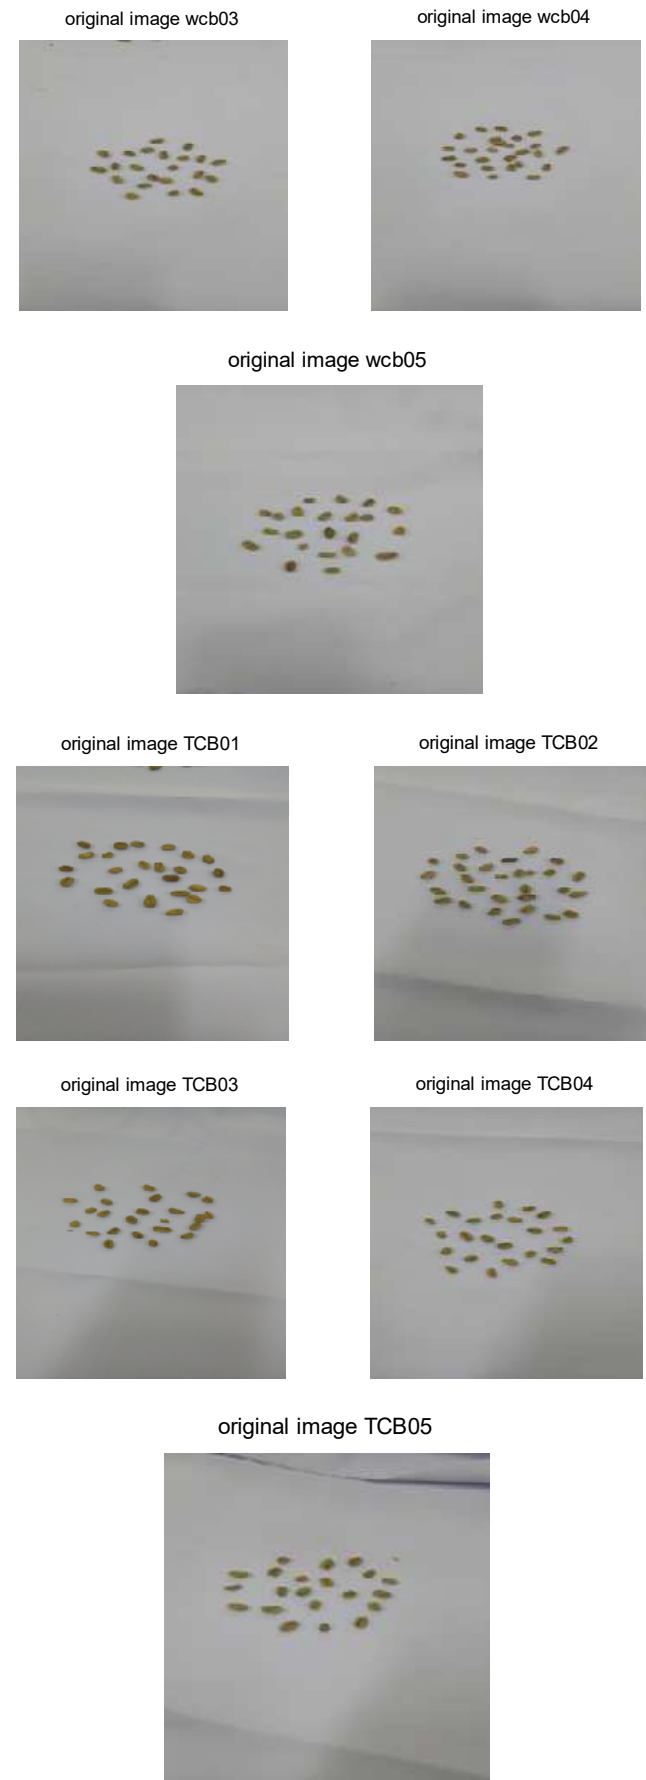 original image wcb03
original image wcb04
original image wcb05
original image TCB01
original image TCB02
original image TCB03
original image TCB04
original image TCB05